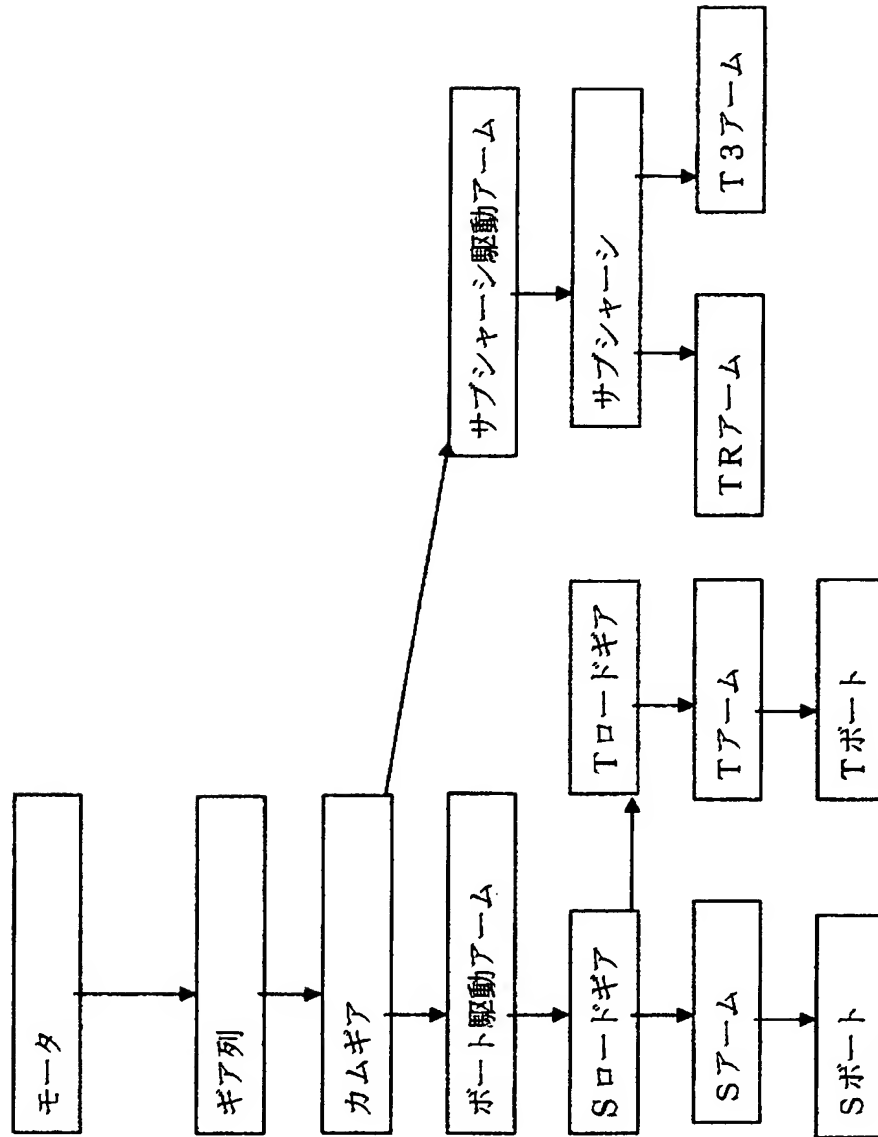 モータ
ギア列
カムギア
ボート駆動アーム
サブシャーシ駆動アーム
Sロードギア
Tロードギア
サブシャーシ
Sアーム
Tアーム
TRアーム
T3アーム
Sボート
Tボート